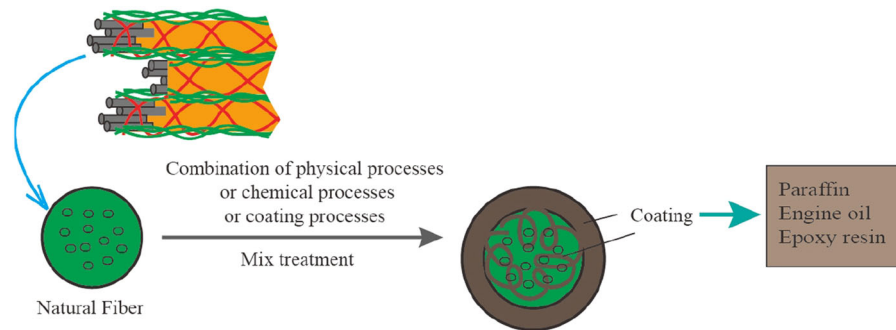 Combination of physical processes
or chemical processes
or coating processes
Mix treatment
Natural Fiber
Coating
Paraffin
Engine oil
Epoxy resin